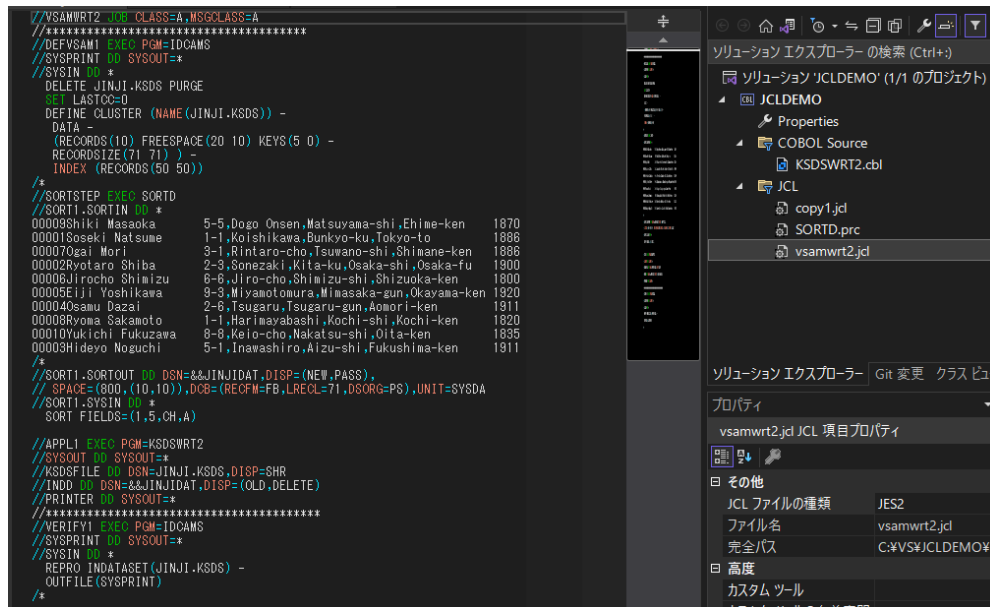 //VSAMWRT2 JOB CLASS=A,MSGCLASS=A
//*************************************
//DEFVSAM1 EXEC PGM=IDCAMS
//SYSPRINT DD SYSOUT=*
//SYSIN DD *
  DELETE JINJI.KSDS PURGE
  SET LASTCC=0
  DEFINE CLUSTER (NAME(JINJI.KSDS)) -
   DATA -
   (RECORDS(10) FREESPACE(20 10) KEYS(5 0) -
   RECORDSIZE(71 71) ) -
   INDEX (RECORDS(50 50))
/*
//SORTSTEP EXEC SORTD
//SORT1.SORTIN DD *
00009Shiki Masaoka      5-5,Dogo Onsen,Matsuyama-shi,Ehime-ken      1870
00001Soseki Natsume     1-1,Koishikawa,Bunkyo-ku,Tokyo-to           1886
00007Ogai Mori          3-1,Rintaro-cho,Tsuwano-shi,Shimane-ken     1886
00002Ryotaro Shiba      2-3,Sonezaki,Kita-ku,Osaka-shi,Osaka-fu     1900
00006Jirocho Shimizu    6-6,Jiro-cho,Shimizu-shi,Shizuoka-ken       1800
00005Eiji Yoshikawa     9-3,Miyamotomura,Mimasaka-gun,Okayama-ken 1920
00004Osamu Dazai        2-6,Tsugaru,Tsugaru-gun,Aomori-ken          1911
00008Ryoma Sakamoto     1-1,Harimayabashi,Kochi-shi,Kochi-ken       1820
00010Yukichi Fukuzawa   8-8,Keio-cho,Nakatsu-shi,Oita-ken           1835
00003Hideyo Noguchi     5-1,Inawashiro,Aizu-shi,Fukushima-ken       1911
/*
//SORT1.SORTOUT DD DSN=&&JINJIDAT,DISP=(NEW,PASS),
// SPACE=(800,(10,10)),DCB=(RECFM=FB,LRECL=71,DSORG=PS),UNIT=SYSDA
//SORT1.SYSIN DD *
  SORT FIELDS=(1,5,CH,A)
//APPL1 EXEC PGM=KSDSWRT2
//SYSOUT DD SYSOUT=*
//KSDSFILE DD DSN=JINJI.KSDS,DISP=SHR
//INDD DD DSN=&&JINJIDAT,DISP=(OLD,DELETE)
//PRINTER DD SYSOUT=*
//*************************************
//VERIFY1 EXEC PGM=IDCAMS
//SYSPRINT DD SYSOUT=*
//SYSIN DD *
  REPRO INDATASET(JINJI.KSDS) -
  OUTFILE(SYSPRINT)
/*
ソリューション エクスプローラー の検索 (Ctrl+:)
ソリューション 'JCLDEMO' (1/1 のプロジェクト)
CBL JCLDEMO
Properties
COBOL Source
KSDSWRT2.cbl
JCL
copy1.jcl
SORTD.prc
vsamwrt2.jcl
ソリューション エクスプローラー Git 変更 クラス ビュ
プロパティ
vsamwrt2.jcl JCL 項目プロパティ
その他
JCL ファイルの種類 JES2
ファイル名 vsamwrt2.jcl
完全パス C:¥VS¥JCLDEMO¥
高度
カスタム ツール